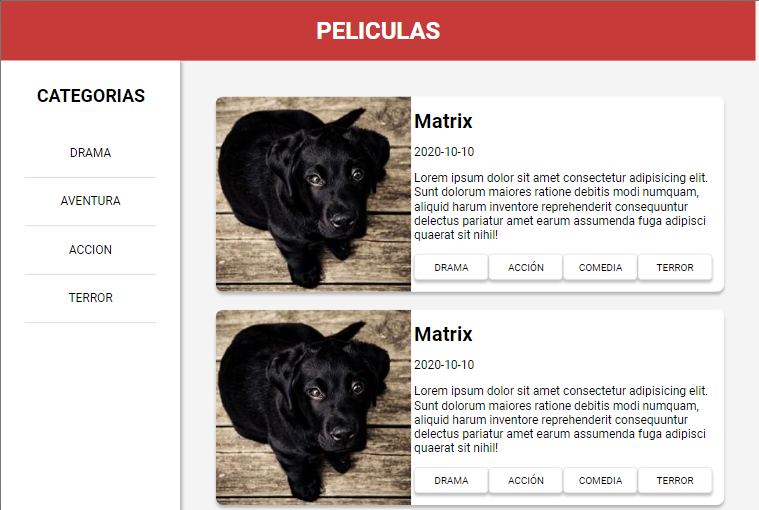 PELICULAS
CATEGORIAS
DRAMA
AVENTURA
ACCION
TERROR
Matrix
2020-10-10
Lorem ipsum dolor sit amet consectetur adipisicing elit.
Sunt dolorum maiores ratione debitis modi numquam,
aliquid harum inventore reprehenderit consequuntur
delectus pariatur amet earum assumenda fuga adipisci
quaerat sit nihil!
DRAMA ACCIÓN COMEDIA TERROR
Matrix
2020-10-10
Lorem ipsum dolor sit amet consectetur adipisicing elit.
Sunt dolorum maiores ratione debitis modi numquam,
aliquid harum inventore reprehenderit consequuntur
delectus pariatur amet earum assumenda fuga adipisci
quaerat sit nihil!
DRAMA ACCIÓN COMEDIA TERROR